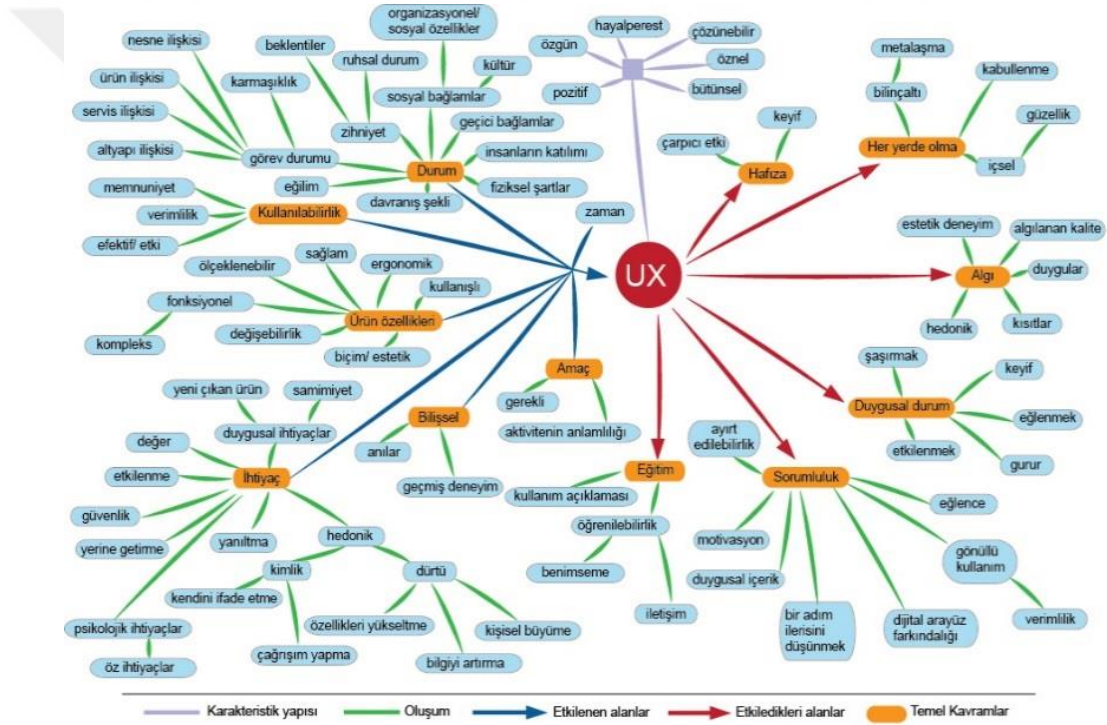 organizasyonel/
sosyal özellikler
nesne ilişkisi
beklentiler
ruhsal durum
kültür
ürün ilişkisi
karmaşıklık
sosyal bağlamlar
servis ilişkisi
zihniyet
geçici bağlamlar
altyapı ilişkisi
görev durumu
Durum
insanların katılımı
eğilim
fiziksel şartlar
davranış şekli
memnuniyet
verimlilik
Kullanılabilirlik
efektif/ etki
zaman
hayalperest
çözünebilir
özgün
öznel
pozitif
bütünsel
keyif
çarpıcı etki
Hafıza
metalaşma
kabullenme
bilinçaltı
güzellik
Her yerde olma
içsel
UX
estetik deneyim
algılanan kalite
Algı
duygular
hedonik
kısıtlar
sağlam
ölçeklenebilir
ergonomik
fonksiyonel
kullanışlı
Ürün özellikleri
değişebilirlik
kompleks
biçim/ estetik
Amaç
gerekli
aktivitenin anlamlılığı
Bilişsel
anılar
geçmiş deneyim
şaşırmak
keyif
Duygusal durum
eğlenmek
etkilenmek
gurur
yeni çıkan ürün
samimiyet
duygusal ihtiyaçlar
değer
etkilenme
İhtiyaç
güvenlik
yerine getirme
yanıltma
hedonik
kimlik
dürtü
kendini ifade etme
psikolojik ihtiyaçlar
özellikleri yükseltme
kişisel büyüme
öz ihtiyaçlar
çağrışım yapma
bilgiyi artırma
Eğitim
kullanım açıklaması
öğrenilebilirlik
benimseme
iletişim
ayırt
edilebilirlik
Sorumluluk
eğlence
motivasyon
gönüllü
kullanım
duygusal içerik
bir adım
ilerisini
düşünmek
dijital arayüz
farkındalığı
verimlilik
Karakteristik yapısı
Oluşum
Etkilenen alanlar
Etkiledikleri alanlar
Temel Kavramlar